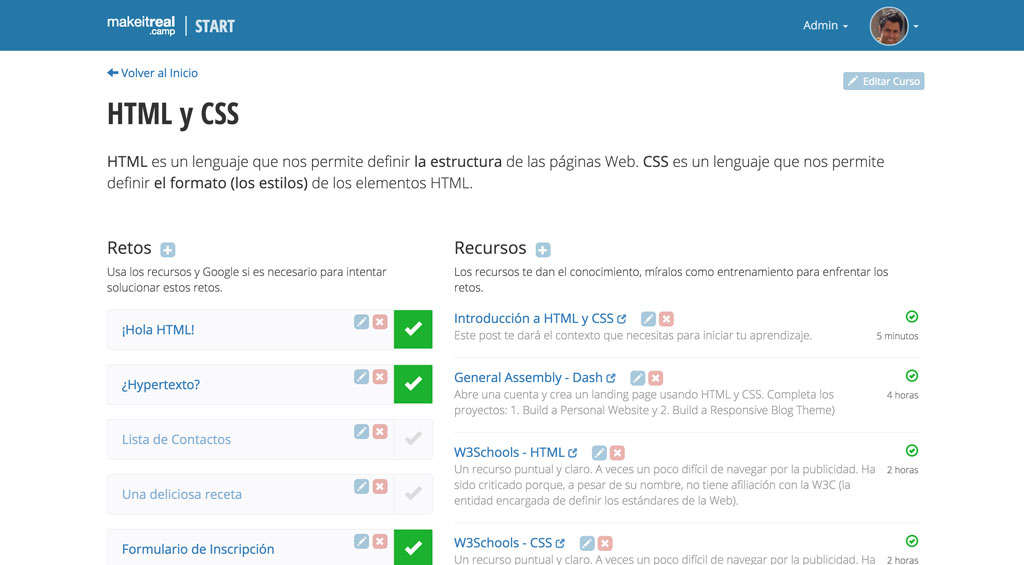 makeitreal
.camp
START
Admin
Volver al Inicio
Editar Curso
HTML y CSS
HTML es un lenguaje que nos permite definir la estructura de las páginas Web. CSS es un lenguaje que nos permite
definir el formato (los estilos) de los elementos HTML.
Retos
Usa los recursos y Google si es necesario para intentar
solucionar estos retos.
¡Hola HTML!
¿Hypertexto?
Lista de Contactos
Una deliciosa receta
Formulario de Inscripción
Recursos
Los recursos te dan el conocimiento, míralos como entrenamiento para enfrentar los
retos.
Introducción a HTML y CSS
Este post te dará el contexto que necesitas para iniciar tu aprendizaje.
5 minutos
General Assembly - Dash
Abre una cuenta y crea un landing page usando HTML y CSS. Completa los
proyectos: 1. Build a Personal Website y 2. Build a Responsive Blog Theme)
4 horas
W3Schools - HTML
Un recurso puntual y claro. A veces un poco difícil de navegar por la publicidad. Ha
sido criticado porque, a pesar de su nombre, no tiene afiliación con la W3C (la
entidad encargada de definir los estándares de la Web).
2 horas
W3Schools - CSS
Un recurso puntual y claro. A veces un poco difícil de navegar por la publicidad. Ha
2 horas